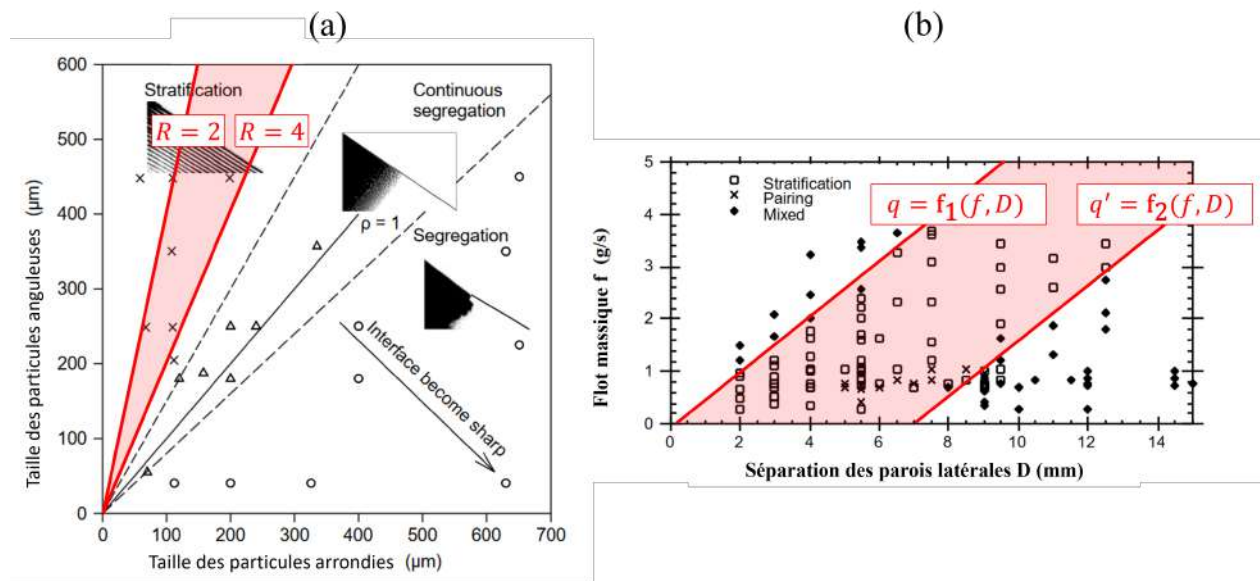 (a)
(b)
600
500
400
300
200
100
0
Taille des particules anguleuses (µm)
Stratification
R = 2
R = 4
Continuous
segregation
ρ = 1
Segregation
Interface become sharp
0 100 200 300 400 500 600 700
Taille des particules arrondies (µm)
5
4
3
2
1
0
Flot massique f (g/s)
Stratification
Pairing
Mixed
q = f₁(f, D)
q′ = f₂(f, D)
0 2 4 6 8 10 12 14
Séparation des parois latérales D (mm)